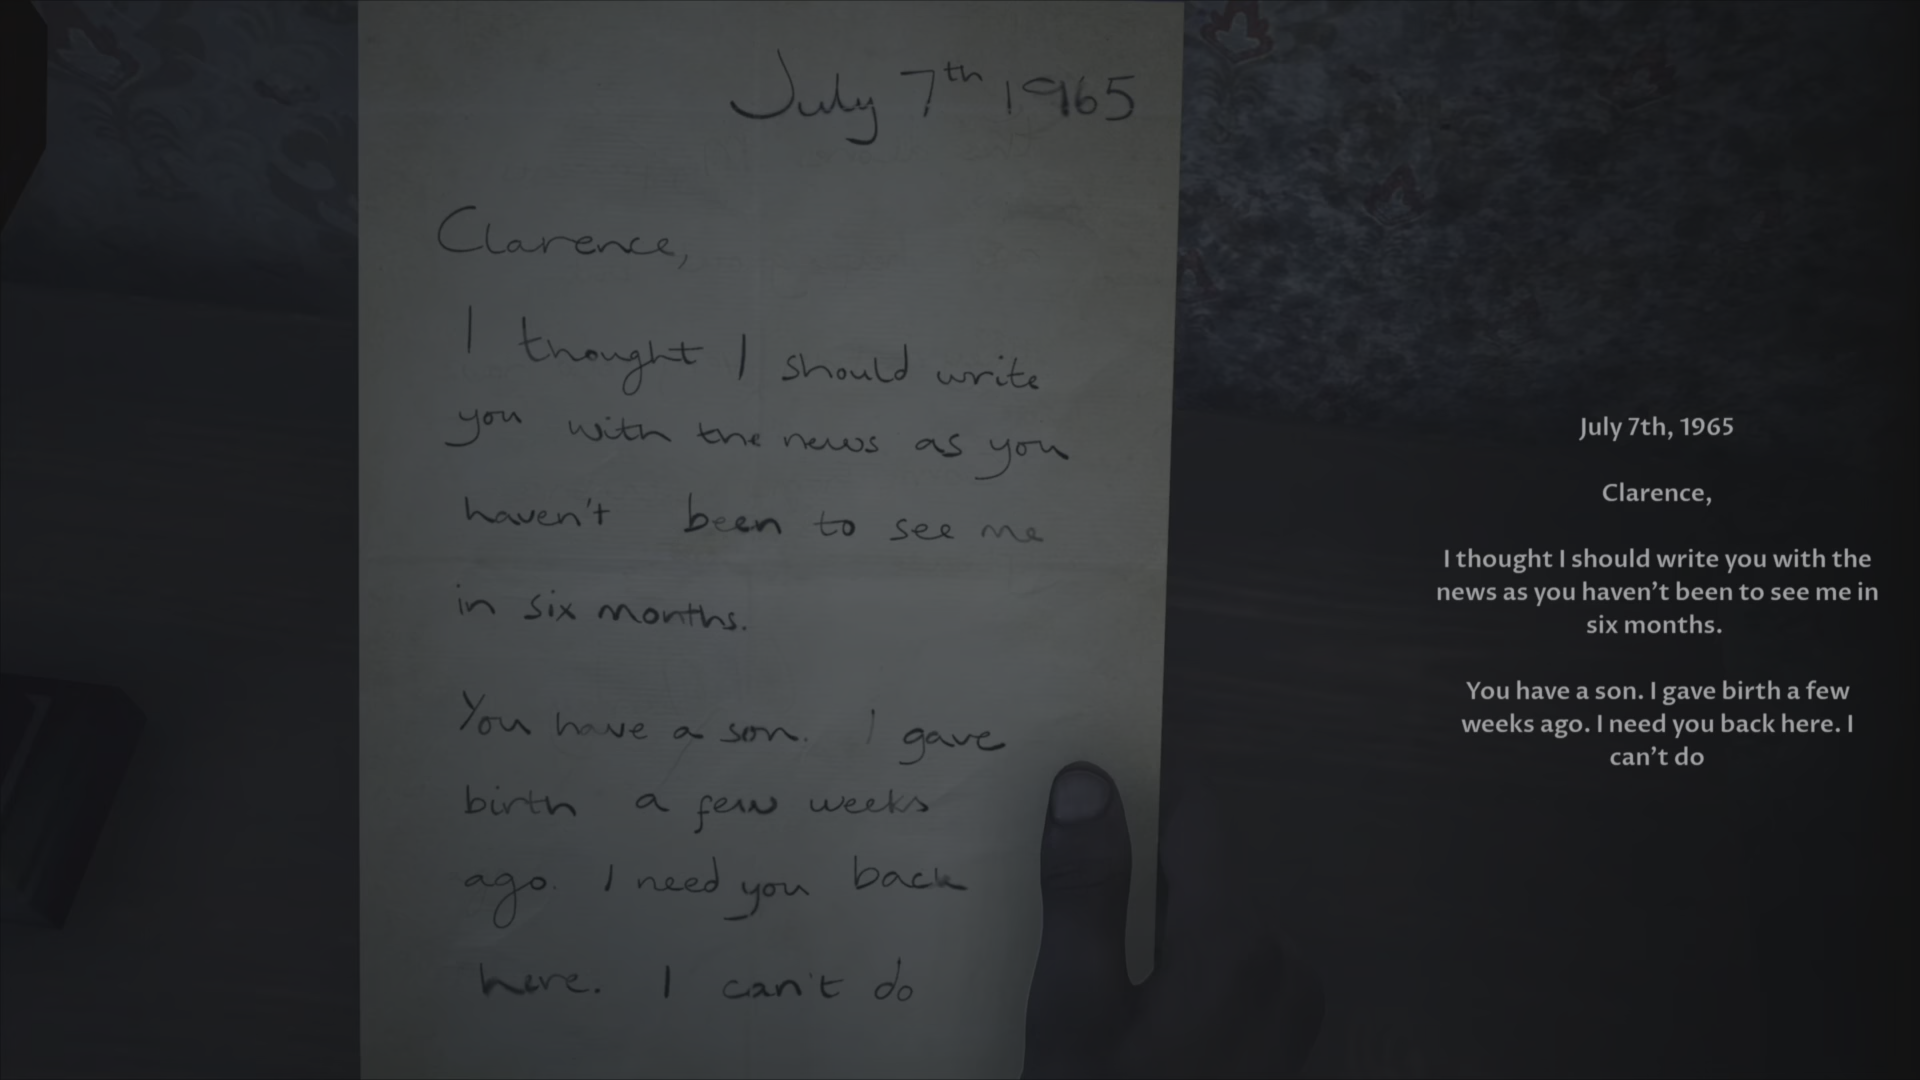 July 7th 1965
Clarence,
I thought I should write
you with the news as you
haven't been to see me
in six months.
You have a son. I gave
birth a few weeks
ago. I need you back
here. I can't do
July 7th, 1965
Clarence,
I thought I should write you with the
news as you haven’t been to see me in
six months.
You have a son. I gave birth a few
weeks ago. I need you back here. I
can’t do